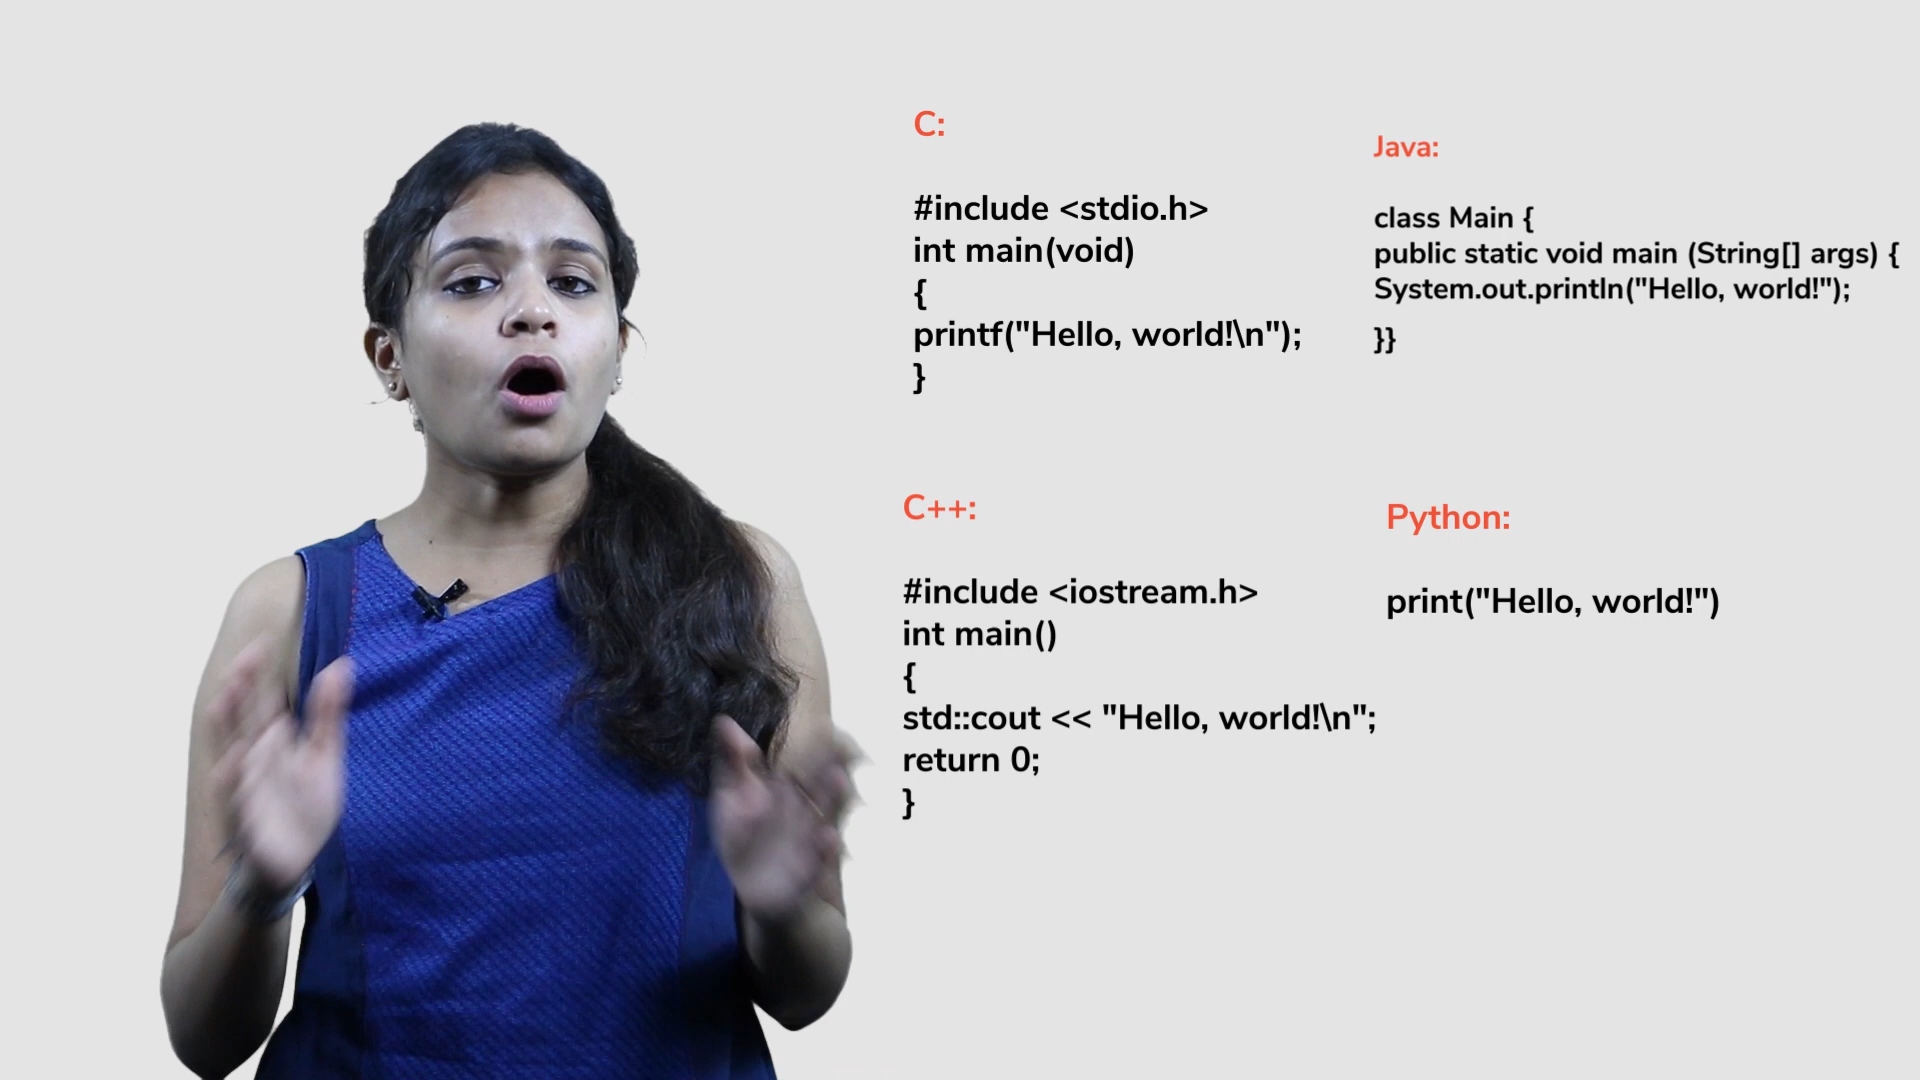 C:
#include <stdio.h>
int main(void)
{
printf("Hello, world!\n");
}
Java:
class Main {
public static void main (String[] args) {
System.out.println("Hello, world!");
}}
C++:
#include <iostream.h>
int main()
{
std::cout << "Hello, world!\n";
return 0;
}
Python:
print("Hello, world!")